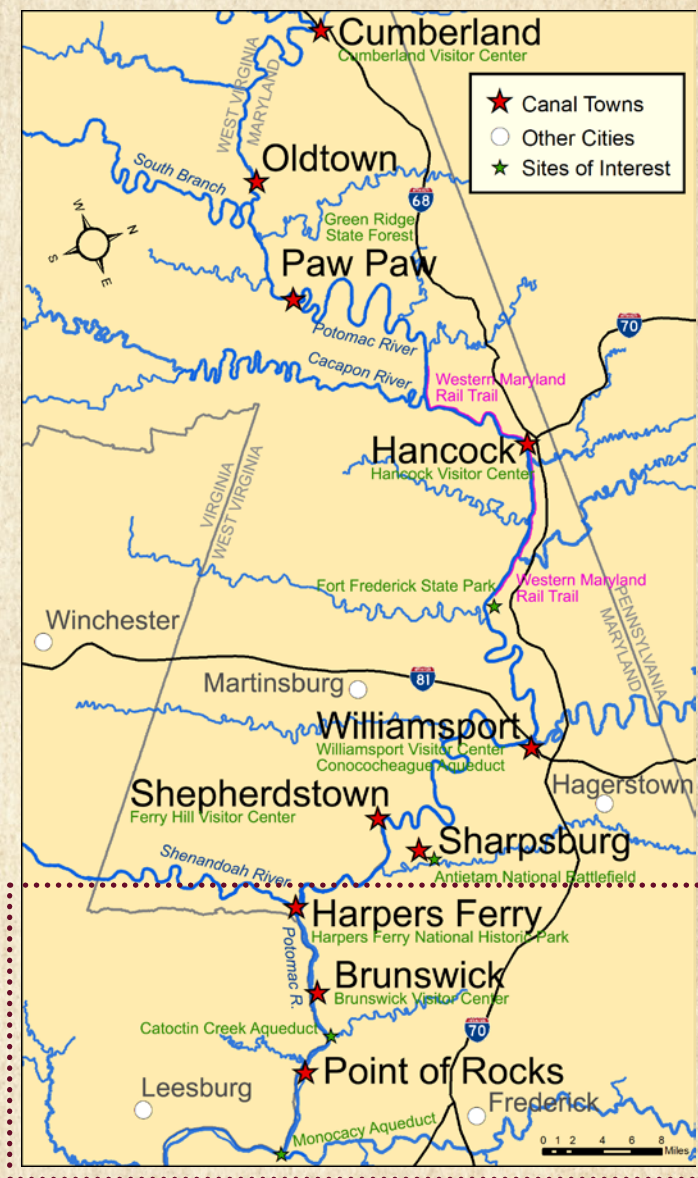 Cumberland
Cumberland Visitor Center
WEST VIRGINIA
MARYLAND
Canal Towns
Other Cities
Sites of Interest
Oldtown
South Branch
68
Green Ridge
State Forest
W
N
S
E
Paw Paw
Potomac River
70
Cacapon River
Western Maryland
Rail Trail
Hancock
Hancock Visitor Center
VIRGINIA
WEST VIRGINIA
Fort Frederick State Park
Western Maryland
Rail Trail
PENNSYLVANIA
MARYLAND
Winchester
Martinsburg
81
Williamsport
Williamsport Visitor Center
Conococheague Aqueduct
Hagerstown
Shepherdstown
Ferry Hill Visitor Center
Sharpsburg
Antietam National Battlefield
Shenandoah River
Harpers Ferry
Harpers Ferry National Historic Park
Potomac R.
Brunswick
Brunswick Visitor Center
Catoctin Creek Aqueduct
70
Point of Rocks
Leesburg
Frederick
Monocacy Aqueduct
0 1 2 4 6 8
Miles